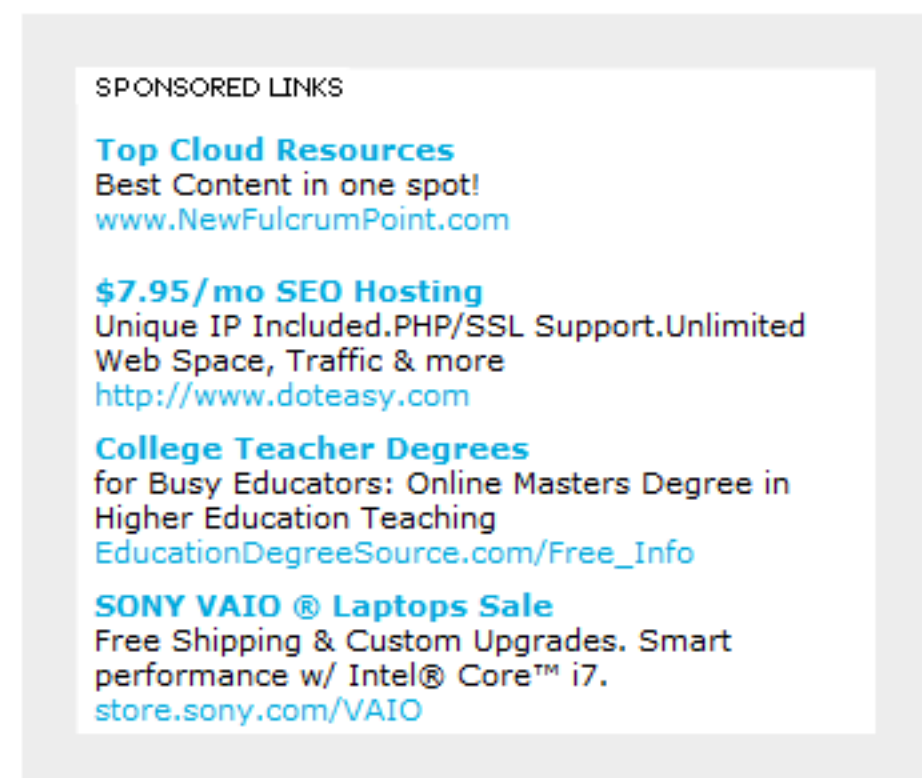 SPONSORED LINKS
Top Cloud Resources
Best Content in one spot!
www.NewFulcrumPoint.com
$7.95/mo SEO Hosting
Unique IP Included.PHP/SSL Support.Unlimited
Web Space, Traffic & more
http://www.doteasy.com
College Teacher Degrees
for Busy Educators: Online Masters Degree in
Higher Education Teaching
EducationDegreeSource.com/Free_Info
SONY VAIO ® Laptops Sale
Free Shipping & Custom Upgrades. Smart
performance w/ Intel® Core™ i7.
store.sony.com/VAIO